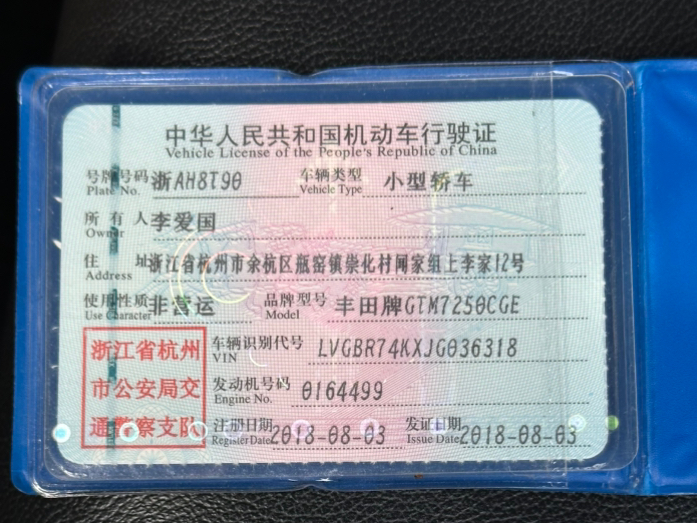 中华人民共和国机动车行驶证
Vehicle License of the People's Republic of China
号牌号码 浙AH8T90 车辆类型 小型轿车
Plate No. Vehicle Type
所有人 李爱国
Owner
住址 浙江省杭州市余杭区瓶窑镇崇化村闻家组上李家12号
Address
使用性质 非营运 品牌型号 丰田牌GTM7250CGE
Use Character Model
浙江省杭州
市公安局交
通警察支队
车辆识别代号 LVGBR74KXJG036318
VIN
发动机号码 0164499
Engine No.
注册日期 2018-08-03 发证日期 2018-08-03
Register Date Issue Date